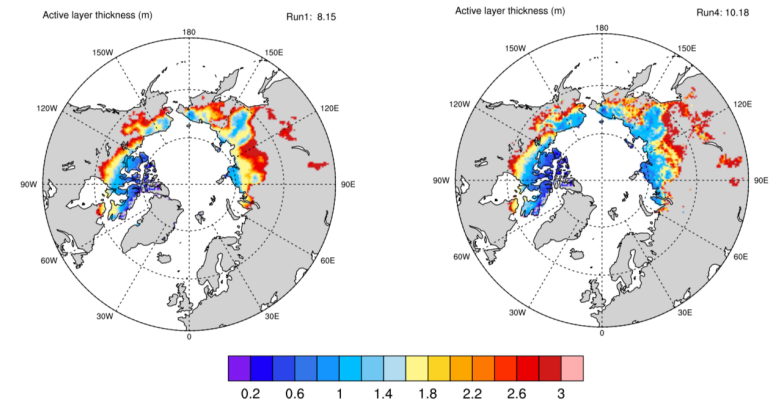 Active layer thickness (m) Run1: 8.15
180
150W 150E
120W 120E
90W 90E
60W 60E
30W 30E
0
Active layer thickness (m) Run4: 10.18
180
150W 150E
120W 120E
90W 90E
60W 60E
30W 30E
0
0.2 0.6 1 1.4 1.8 2.2 2.6 3